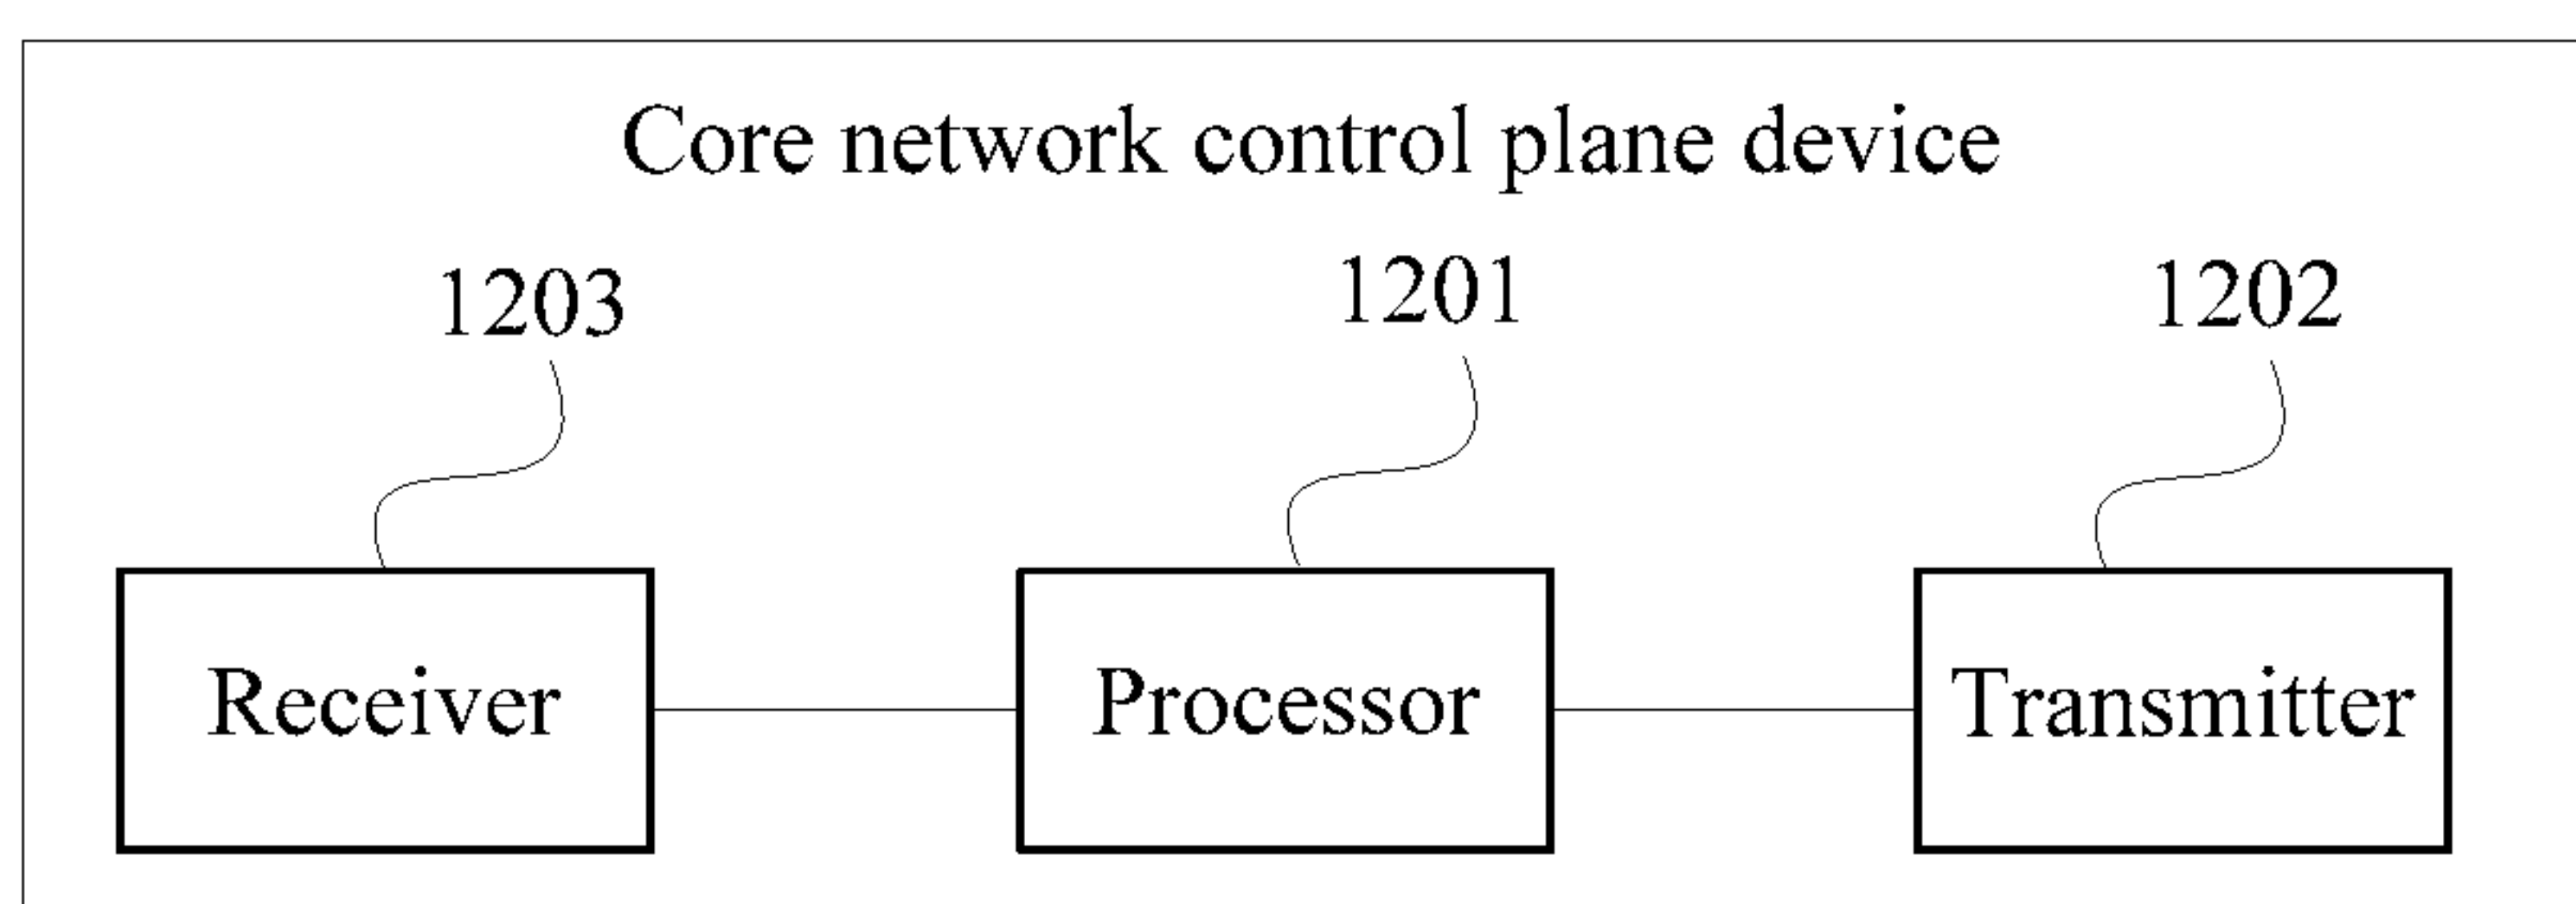 Core network control plane device
1203 1201 1202
Receiver Processor Transmitter